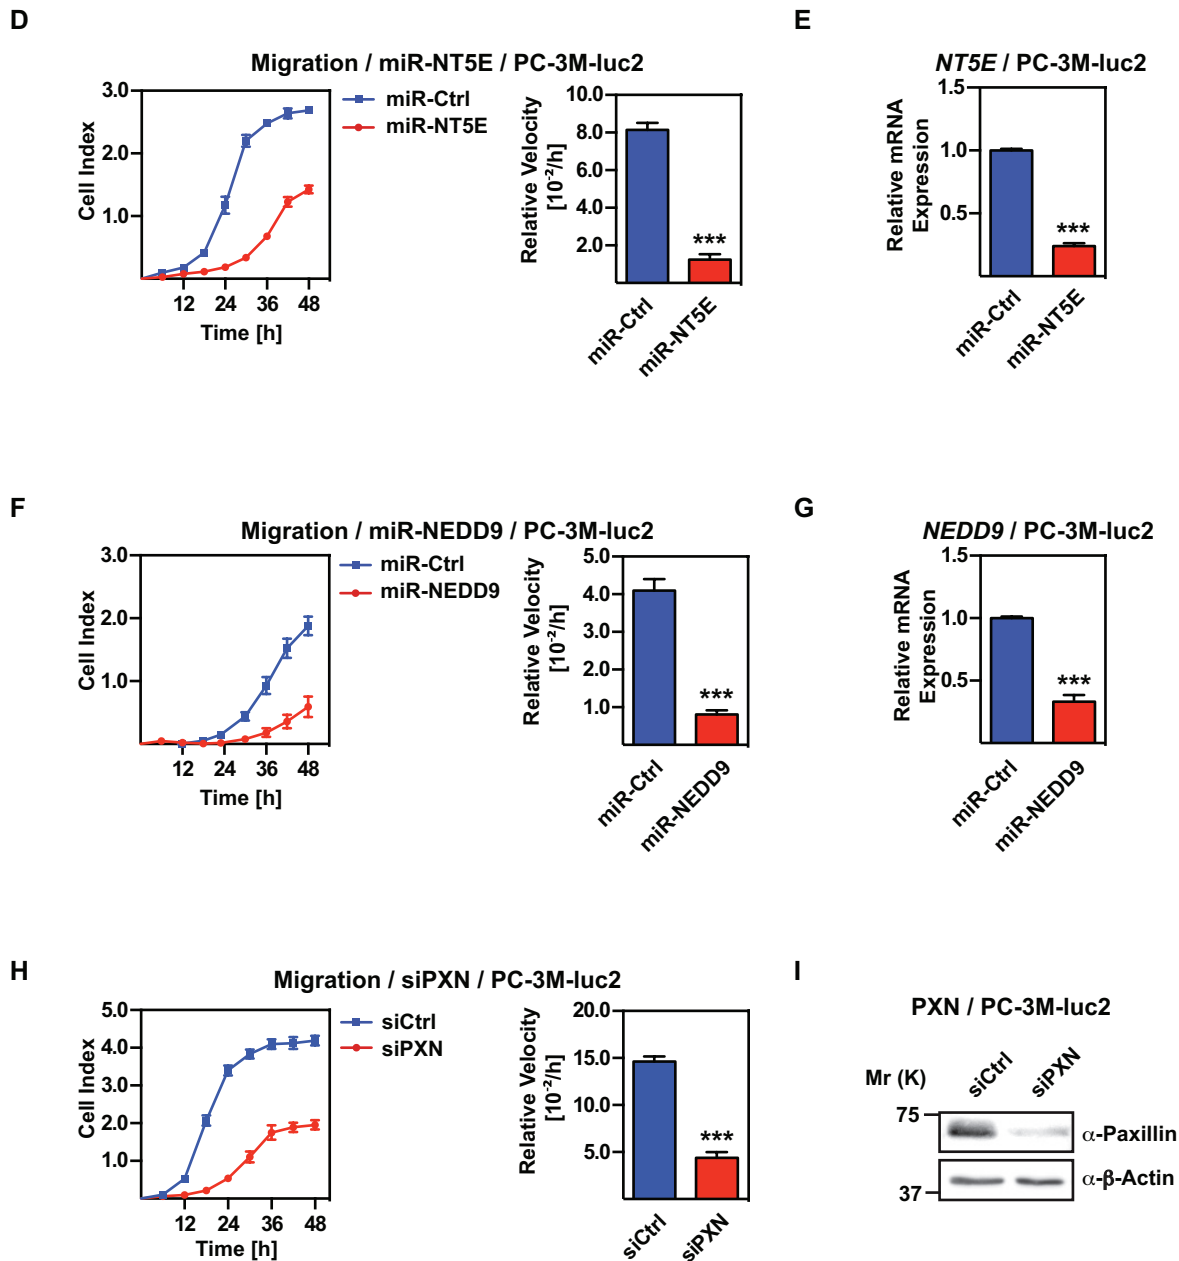 D
Migration / miR-NT5E / PC-3M-luc2
3.0
2.0
1.0
Cell Index
12 24 36 48
Time [h]
miR-Ctrl
miR-NT5E
10.0
8.0
6.0
4.0
2.0
Relative Velocity
[10⁻²/h]
***
miR-Ctrl
miR-NT5E
E
NT5E / PC-3M-luc2
1.5
1.0
0.5
Relative mRNA
Expression
***
miR-Ctrl
miR-NT5E
F
Migration / miR-NEDD9 / PC-3M-luc2
3.0
2.0
1.0
Cell Index
12 24 36 48
Time [h]
miR-Ctrl
miR-NEDD9
5.0
4.0
3.0
2.0
1.0
Relative Velocity
[10⁻²/h]
***
miR-Ctrl
miR-NEDD9
G
NEDD9 / PC-3M-luc2
1.5
1.0
0.5
Relative mRNA
Expression
***
miR-Ctrl
miR-NEDD9
H
Migration / siPXN / PC-3M-luc2
5.0
4.0
3.0
2.0
1.0
Cell Index
12 24 36 48
Time [h]
siCtrl
siPXN
20.0
15.0
10.0
5.0
Relative Velocity
[10⁻²/h]
***
siCtrl
siPXN
I
PXN / PC-3M-luc2
Mr (K)
siCtrl
siPXN
75
α-Paxillin
α-β-Actin
37